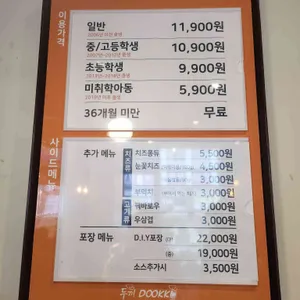 이용가격
일반 11,900원
중/고등학생 10,900원
초등학생 9,900원
미취학아동 5,900원
36개월 미만 무료
사이드메뉴
추가 메뉴 치즈퐁듀 5,500원
눈꽃치즈 4,500원
3,000원
3,000원
꿔바로우 3,000원
우삼겹 3,000원
포장 메뉴 D.I.Y포장 22,000원
19,000원
소스추가시 3,500원
두끼 DOOKKI